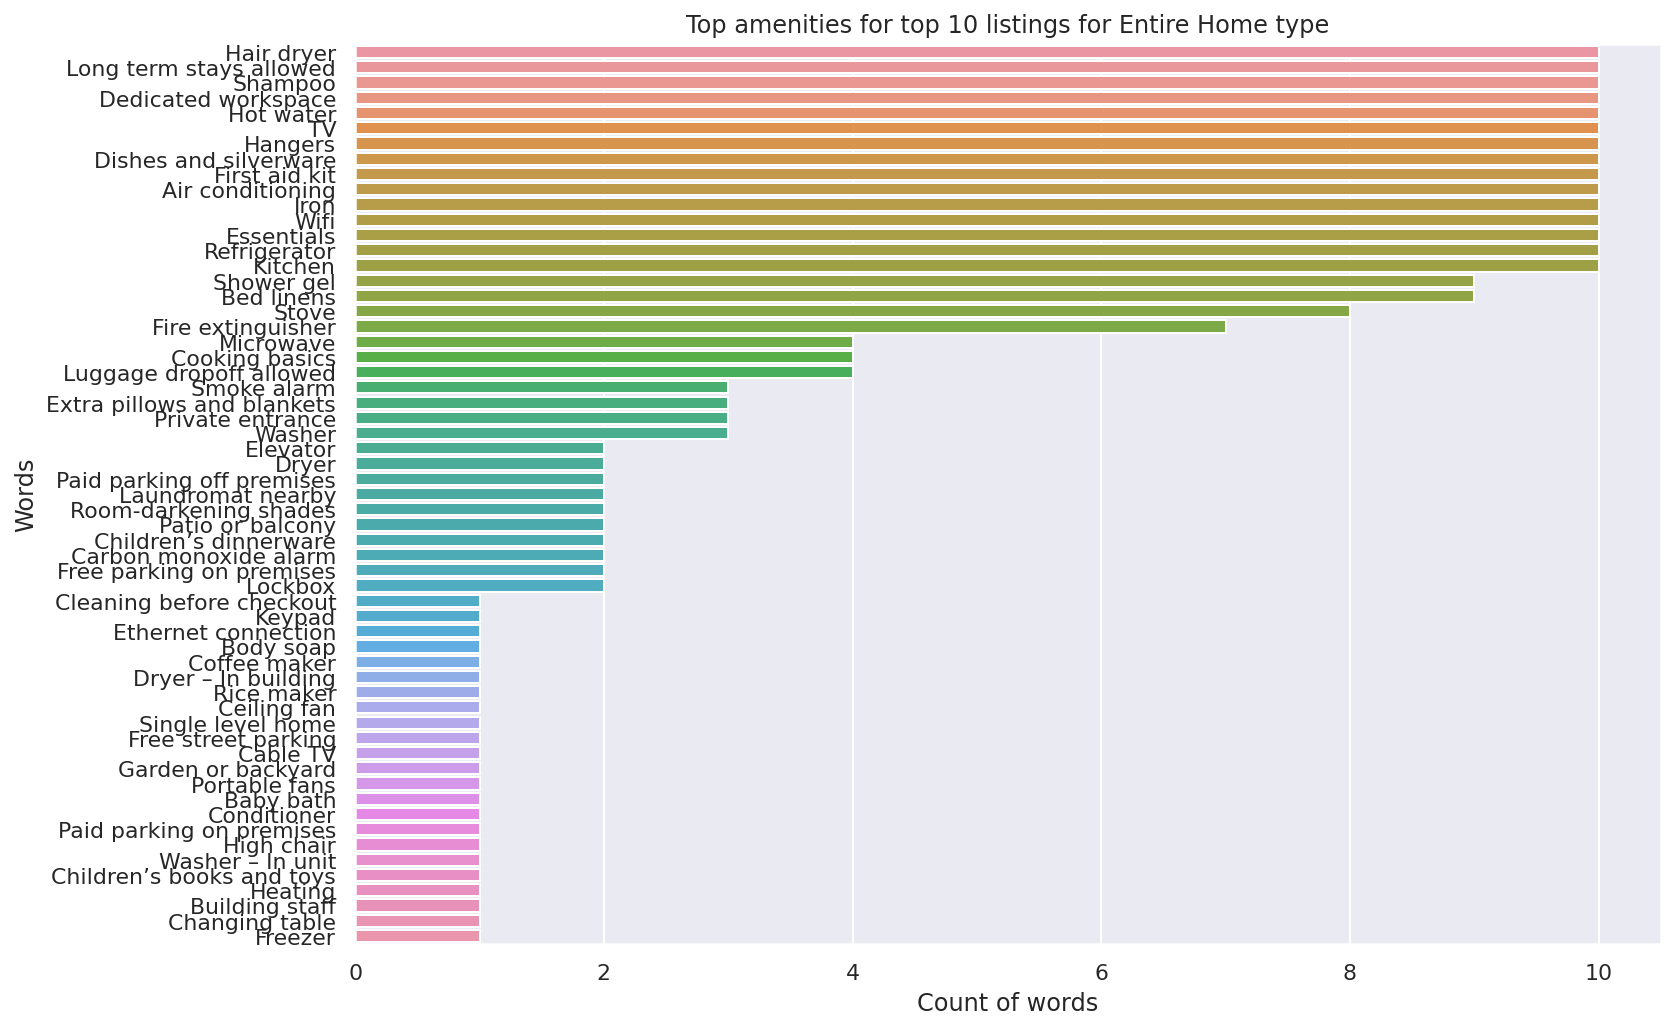 Top amenities for top 10 listings for Entire Home type
Hair dryer
Long term stays allowed
Shampoo
Dedicated workspace
Hot water
TV
Hangers
Dishes and silverware
First aid kit
Air conditioning
Iron
Wifi
Essentials
Refrigerator
Kitchen
Shower gel
Bed linens
Stove
Fire extinguisher
Microwave
Cooking basics
Luggage dropoff allowed
Smoke alarm
Extra pillows and blankets
Private entrance
Washer
Elevator
Dryer
Paid parking off premises
Laundromat nearby
Room-darkening shades
Patio or balcony
Children’s dinnerware
Carbon monoxide alarm
Free parking on premises
Lockbox
Cleaning before checkout
Keypad
Ethernet connection
Body soap
Coffee maker
Dryer – In building
Rice maker
Ceiling fan
Single level home
Free street parking
Cable TV
Garden or backyard
Portable fans
Baby bath
Conditioner
Paid parking on premises
High chair
Washer – In unit
Children’s books and toys
Heating
Building staff
Changing table
Freezer
Words
0 2 4 6 8 10
Count of words